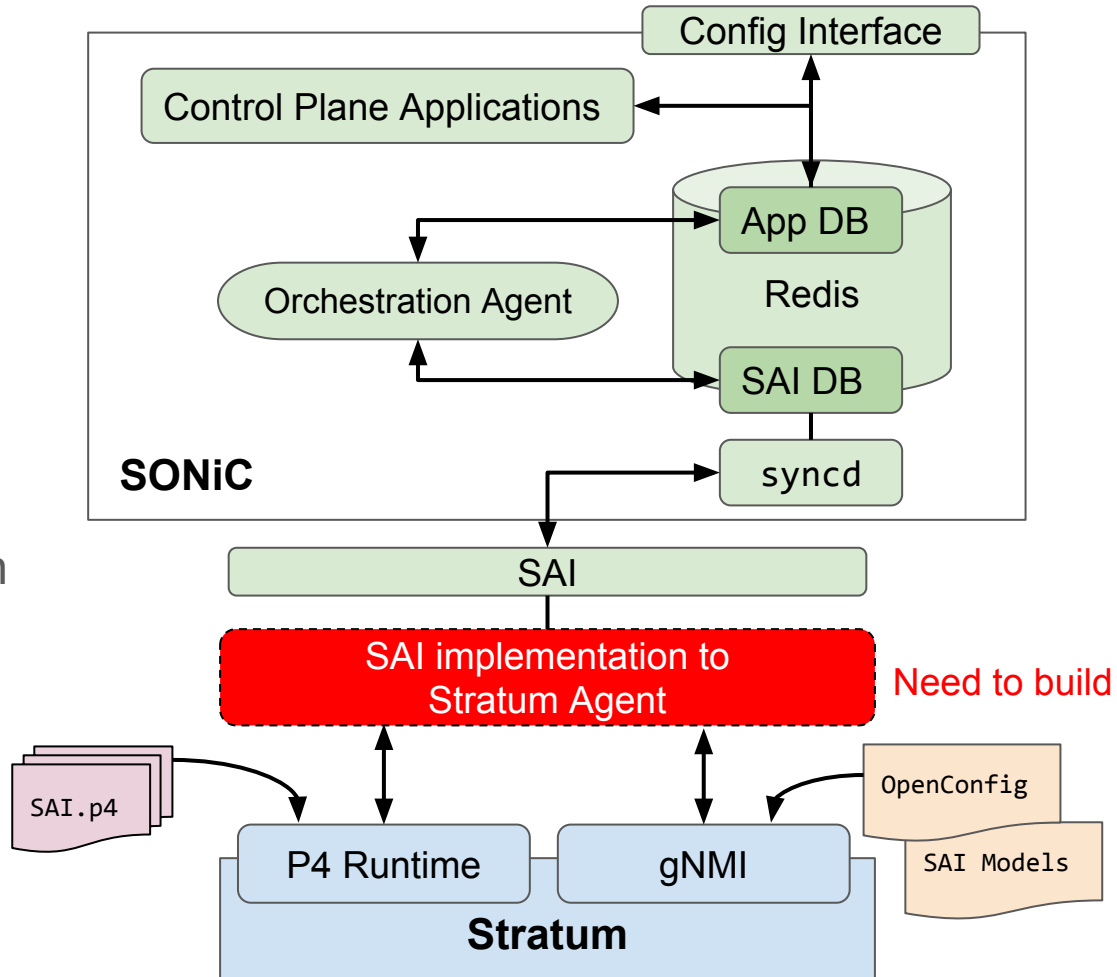 Config Interface
Control Plane Applications
App DB
Orchestration Agent
Redis
SAI DB
SONiC
syncd
n
SAI
SAI implementation to
Stratum Agent
Need to build
SAI.p4
OpenConfig
SAI Models
P4 Runtime
gNMI
Stratum